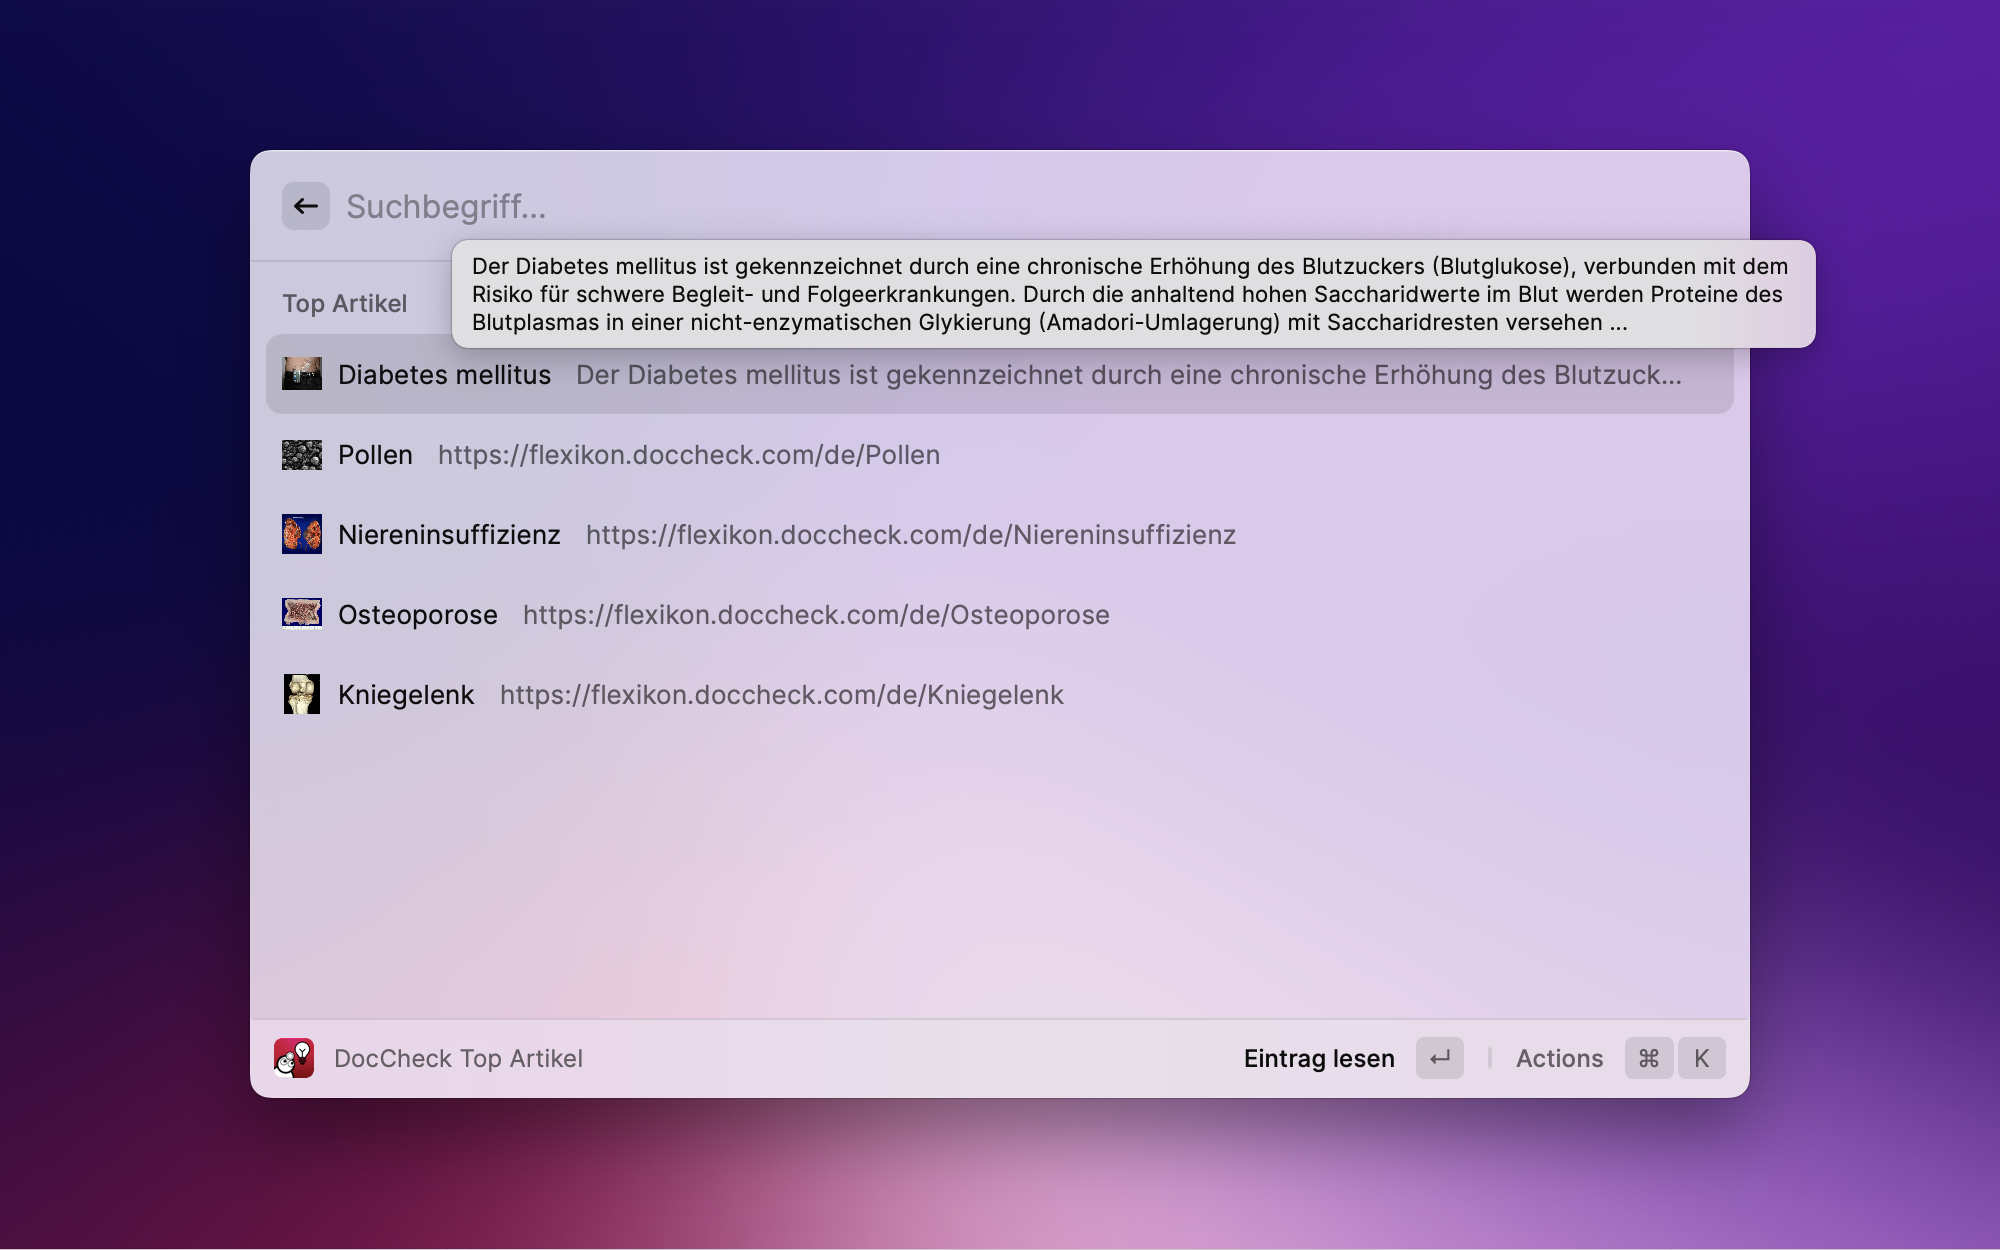 Suchbegriff...
Der Diabetes mellitus ist gekennzeichnet durch eine chronische Erhöhung des Blutzuckers (Blutglukose), verbunden mit dem
Risiko für schwere Begleit- und Folgeerkrankungen. Durch die anhaltend hohen Saccharidwerte im Blut werden Proteine des
Blutplasmas in einer nicht-enzymatischen Glykierung (Amadori-Umlagerung) mit Saccharidresten versehen ...
Top Artikel
Diabetes mellitus Der Diabetes mellitus ist gekennzeichnet durch eine chronische Erhöhung des Blutzuck...
Pollen https://flexikon.doccheck.com/de/Pollen
Niereninsuffizienz https://flexikon.doccheck.com/de/Niereninsuffizienz
Osteoporose https://flexikon.doccheck.com/de/Osteoporose
Kniegelenk https://flexikon.doccheck.com/de/Kniegelenk
DocCheck Top Artikel Eintrag lesen ↵ Actions ⌘ K